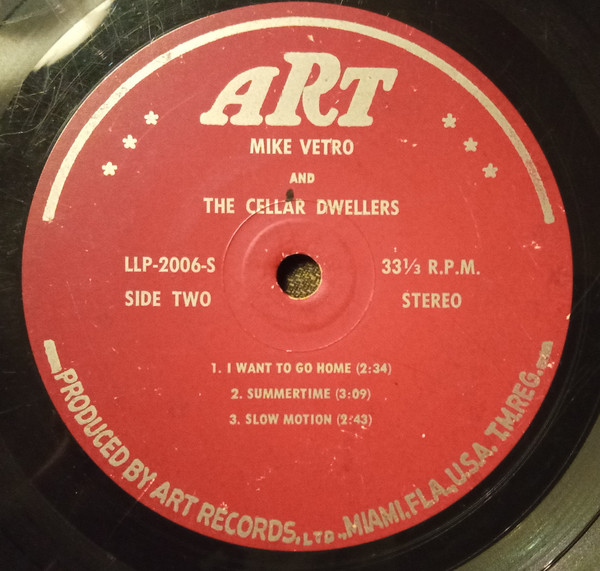 ART
MIKE VETRO
AND
THE CELLAR DWELLERS
LLP-2006-S
33⅓ R.P.M.
SIDE TWO
STEREO
1. I WANT TO GO HOME (2:34)
2. SUMMERTIME (3:09)
3. SLOW MOTION (2:43)
PRODUCED BY ART RECORDS, LTD., MIAMI, FLA., U.S.A. T.M.REG.